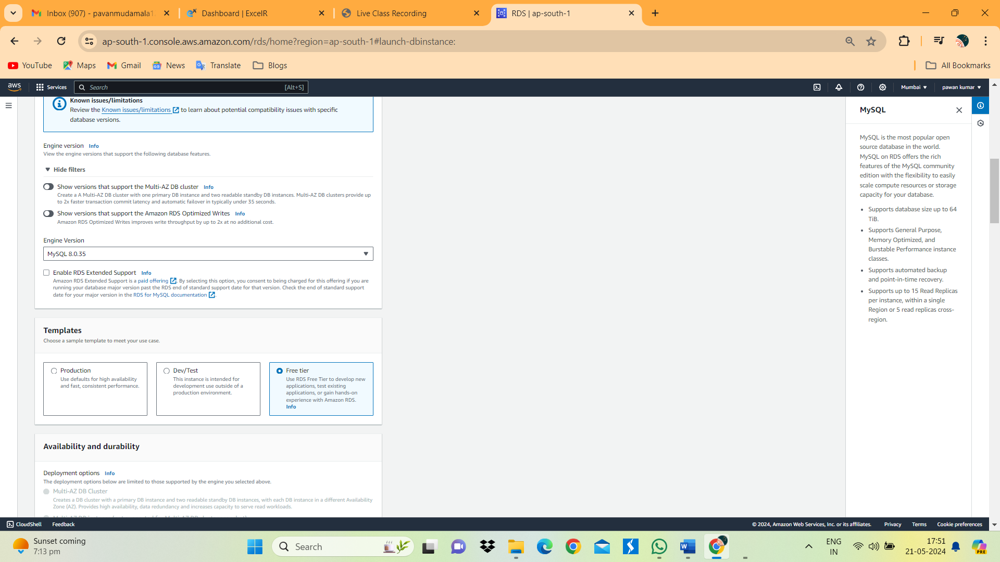 Inbox (907) - pavanmudamala1
Dashboard | ExcelR
Live Class Recording
RDS | ap-south-1
ap-south-1.console.aws.amazon.com/rds/home?region=ap-south-1#launch-dbinstance:
YouTube
Maps
Gmail
News
Translate
Blogs
All Bookmarks
aws
Services
Search
[Alt+S]
Mumbai
pawan kumar
Known issues/limitations
Review the Known issues/limitations to learn about potential compatibility issues with specific
database versions.
Engine version Info
View the engine versions that support the following database features.
Hide filters
Show versions that support the Multi-AZ DB cluster Info
Create a A Multi-AZ DB cluster with one primary DB instance and two readable standby DB instances. Multi-AZ DB clusters provide up
to 2x faster transaction commit latency and automatic failover in typically under 35 seconds.
Show versions that support the Amazon RDS Optimized Writes Info
Amazon RDS Optimized Writes improves write throughput by up to 2x at no additional cost.
Engine Version
MySQL 8.0.35
Enable RDS Extended Support Info
Amazon RDS Extended Support is a paid offering. By selecting this option, you consent to being charged for this offering if you are
running your database major version past the RDS end of standard support date for that version. Check the end of standard support
date for your major version in the RDS for MySQL documentation.
Templates
Choose a sample template to meet your use case.
Production
Use defaults for high availability
and fast, consistent performance.
Dev/Test
This instance is intended for
development use outside of a
production environment.
Free tier
Use RDS Free Tier to develop new
applications, test existing
applications, or gain hands-on
experience with Amazon RDS.
Info
Availability and durability
Deployment options Info
The deployment options below are limited to those supported by the engine you selected above.
Multi-AZ DB Cluster
Creates a DB cluster with a primary DB instance and two readable standby DB instances, with each DB instance in a different Availability
Zone (AZ). Provides high availability, data redundancy and increases capacity to serve read workloads.
MySQL
MySQL is the most popular open
source database in the world.
MySQL on RDS offers the rich
features of the MySQL community
edition with the flexibility to easily
scale compute resources or storage
capacity for your database.
• Supports database size up to 64
TiB.
• Supports General Purpose,
Memory Optimized, and
Burstable Performance instance
classes.
• Supports automated backup
and point-in-time recovery.
• Supports up to 15 Read Replicas
per instance, within a single
Region or 5 read replicas cross-
region.
CloudShell
Feedback
© 2024, Amazon Web Services, Inc. or its affiliates.
Privacy
Terms
Cookie preferences
Sunset coming
7:13 pm
Search
ENG
IN
17:51
21-05-2024
PRE